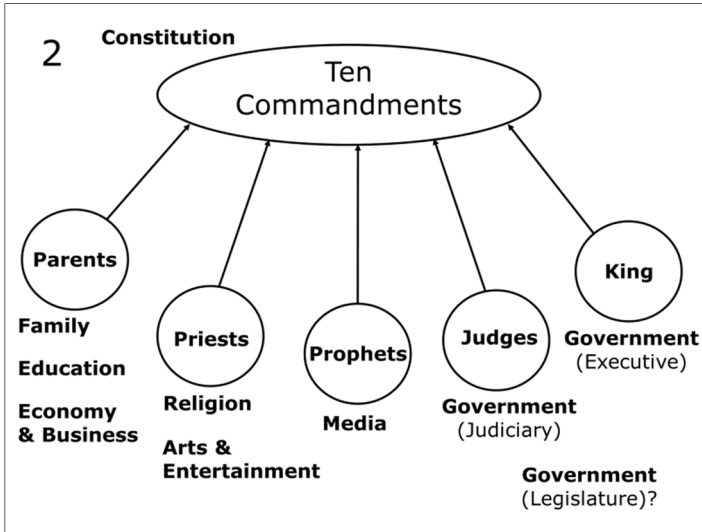 2
Constitution
Ten
Commandments
Parents
Family
Education
Economy
& Business
Priests
Religion
Arts &
Entertainment
Prophets
Media
Judges
Government
(Judiciary)
King
Government
(Executive)
Government
(Legislature)?